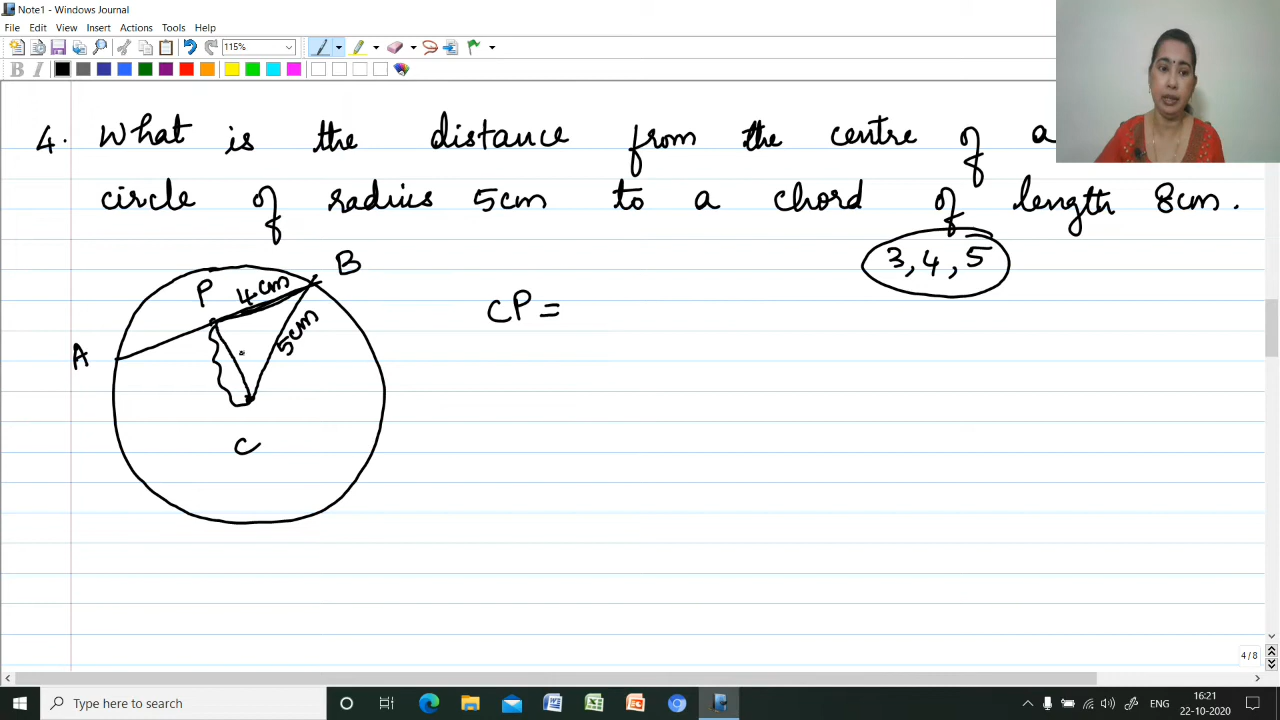 Note1 - Windows Journal
File Edit View Insert Actions Tools Help
115%
B I
4. What is the distance from the centre of a
circle of radius 5cm to a chord of length 8cm.
3, 4, 5
B
P 4cm
CP =
5cm
A
C
4 / 8
Type here to search
ENG
16:21
22-10-2020